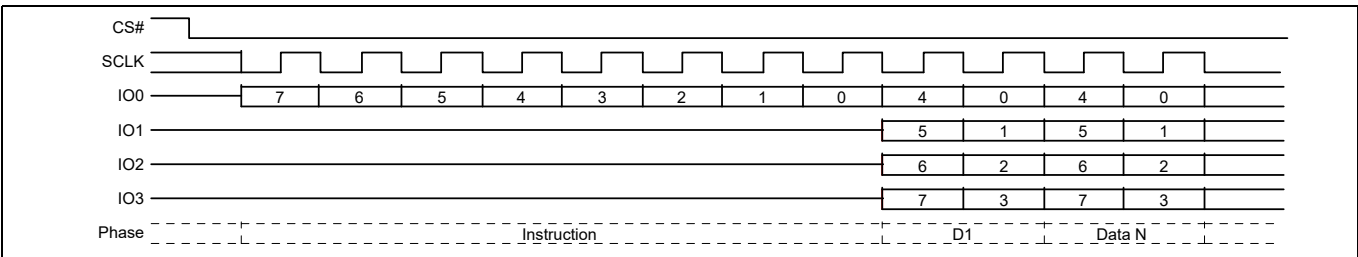 CS#
SCLK
IO0 7 6 5 4 3 2 1 0 4 0 4 0
IO1 5 1 5 1
IO2 6 2 6 2
IO3 7 3 7 3
Phase Instruction D1 Data N